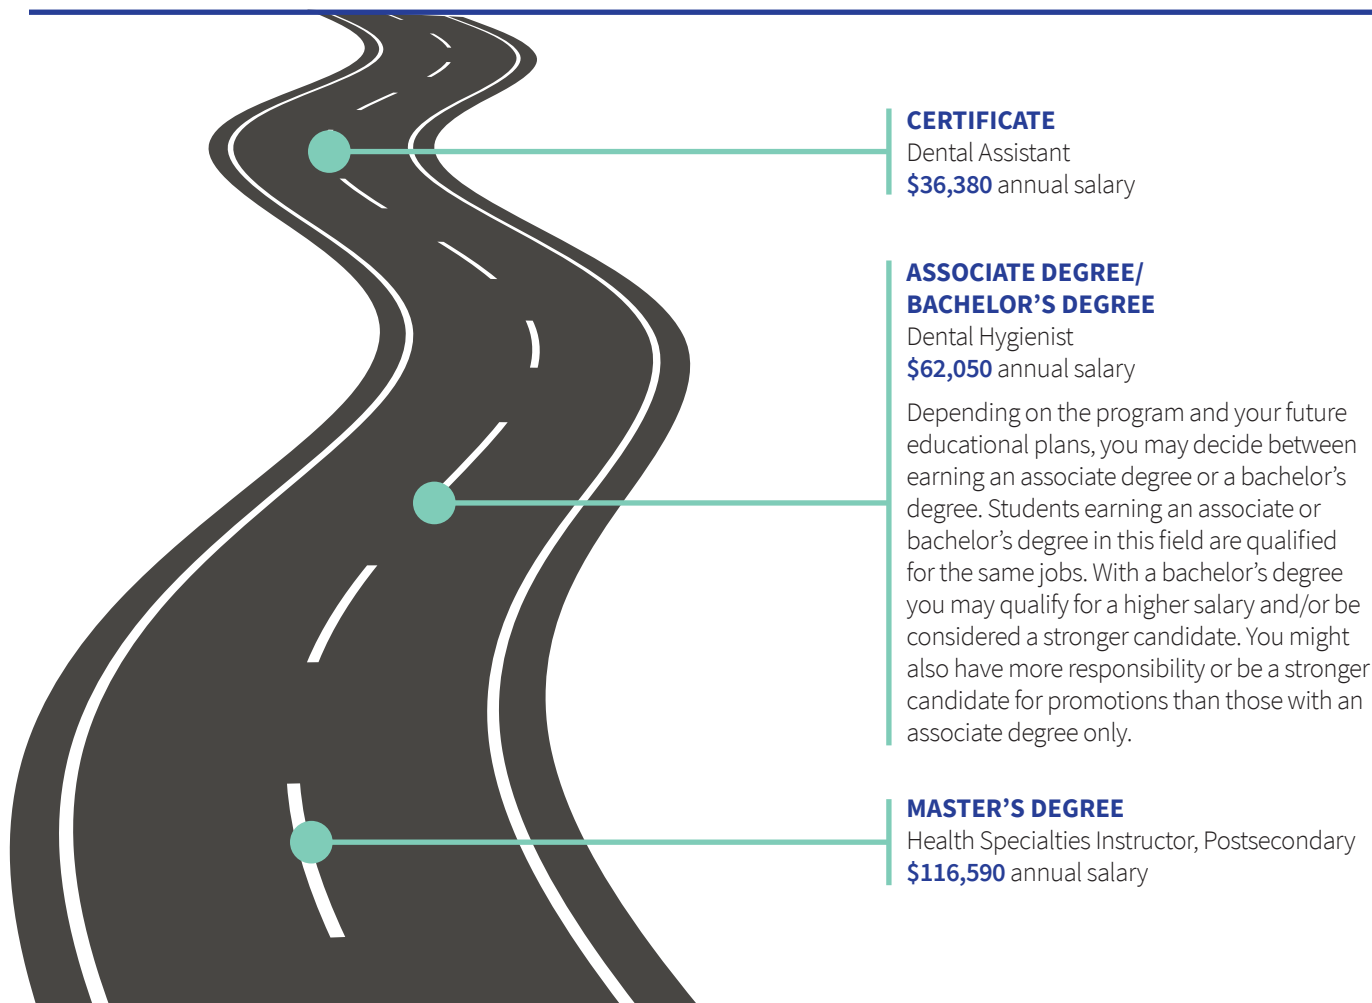 CERTIFICATE
Dental Assistant
$36,380 annual salary
ASSOCIATE DEGREE/
BACHELOR’S DEGREE
Dental Hygienist
$62,050 annual salary
Depending on the program and your future
educational plans, you may decide between
earning an associate degree or a bachelor’s
degree. Students earning an associate or
bachelor’s degree in this field are qualified
for the same jobs. With a bachelor’s degree
you may qualify for a higher salary and/or be
considered a stronger candidate. You might
also have more responsibility or be a stronger
candidate for promotions than those with an
associate degree only.
MASTER’S DEGREE
Health Specialties Instructor, Postsecondary
$116,590 annual salary